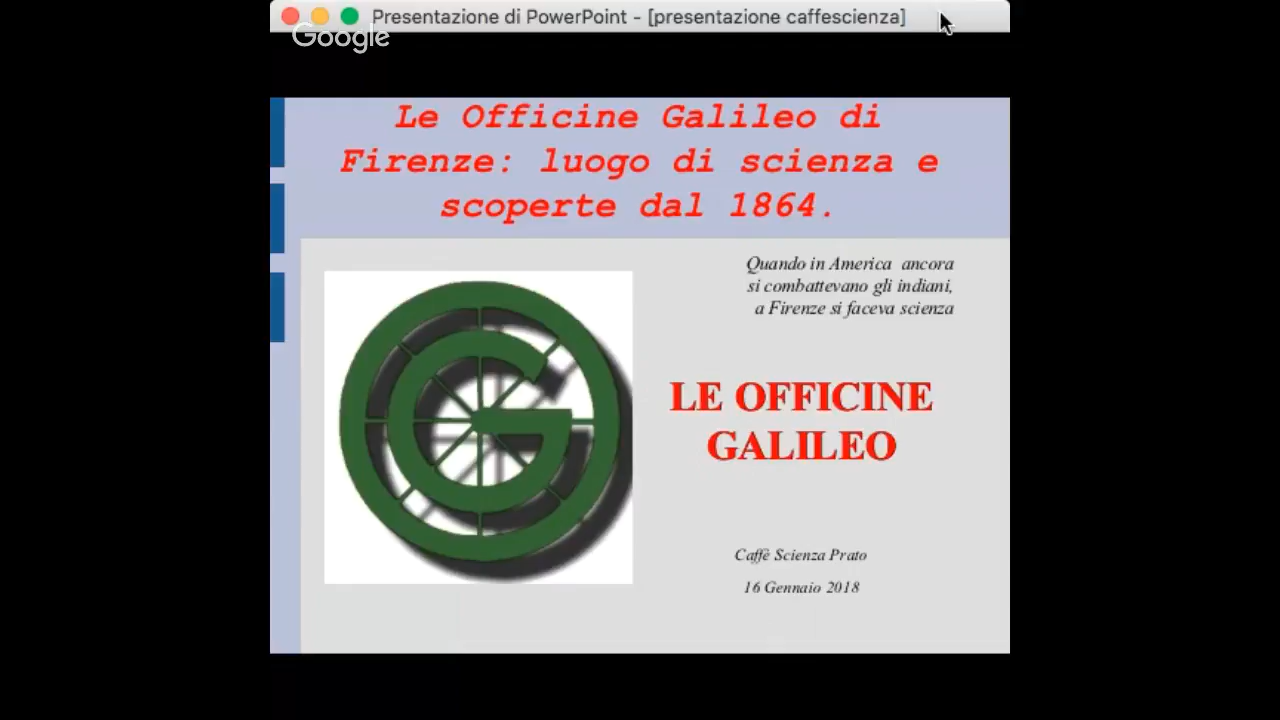 Presentazione di PowerPoint - [presentazione caffescienza]
Google
Le Officine Galileo di
Firenze: luogo di scienza e
scoperte dal 1864.
Quando in America ancora
si combattevano gli indiani,
a Firenze si faceva scienza
G
LE OFFICINE
GALILEO
Caffè Scienza Prato
16 Gennaio 2018